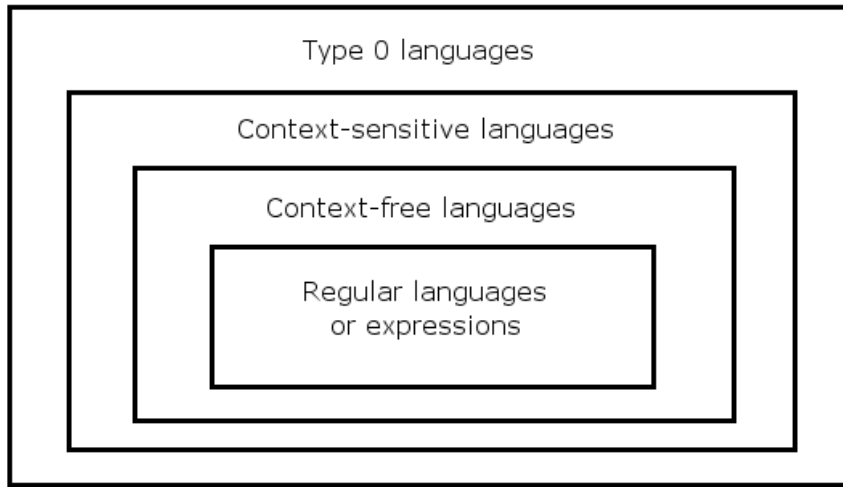 Type 0 languages
Context-sensitive languages
Context-free languages
Regular languages
or expressions